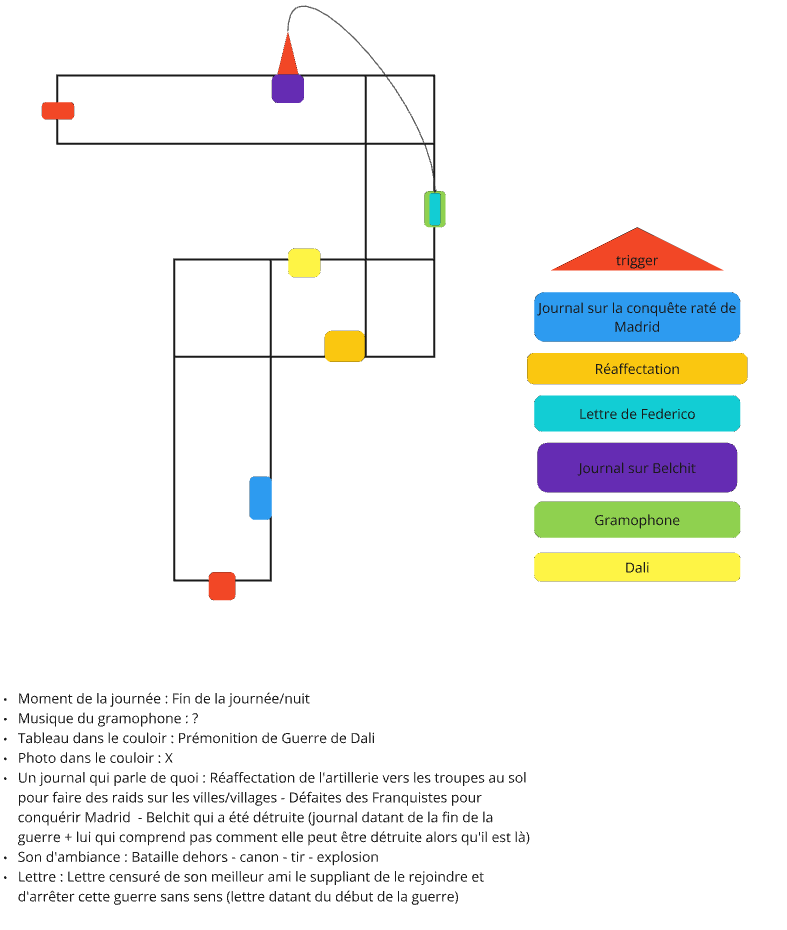 trigger
Journal sur la conquête raté de
Madrid
Réaffectation
Lettre de Federico
Journal sur Belchit
Gramophone
Dali
• Moment de la journée : Fin de la journée/nuit
• Musique du gramophone : ?
• Tableau dans le couloir : Prémonition de Guerre de Dali
• Photo dans le couloir : X
• Un journal qui parle de quoi : Réaffectation de l'artillerie vers les troupes au sol
pour faire des raids sur les villes/villages - Défaites des Franquistes pour
conquérir Madrid - Belchit qui a été détruite (journal datant de la fin de la
guerre + lui qui comprend pas comment elle peut être détruite alors qu'il est là)
• Son d'ambiance : Bataille dehors - canon - tir - explosion
• Lettre : Lettre censuré de son meilleur ami le suppliant de le rejoindre et
d'arrêter cette guerre sans sens (lettre datant du début de la guerre)